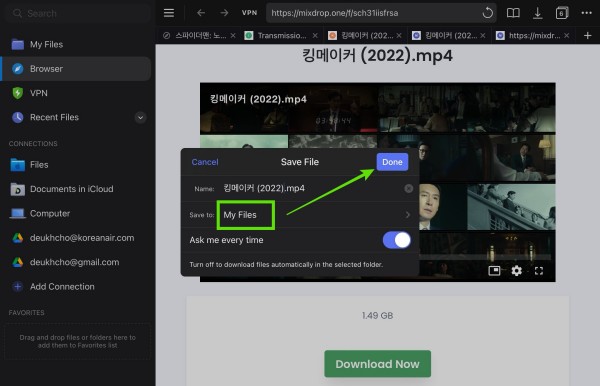 Search
My Files
Browser
VPN
Recent Files
CONNECTIONS
Files
Documents in iCloud
Computer
deukhcho@koreanair.com
deukhcho@gmail.com
Add Connection
FAVORITES
Drag and drop files or folders here to
add them to Favorites list
VPN
https://mixdrop.one/f/sch31iisfrsa
6
스파이더맨: 노...
Transmissio...
킹메이커 (202...
킹메이커 (202...
https://mixdr...
킹메이커 (2022).mp4
킹메이커 (2022).mp4
Cancel
Save File
Done
Name:
킹메이커 (2022).mp4
Save to:
My Files
Ask me every time
Turn off to download files automatically in the selected folder.
1.49 GB
Download Now